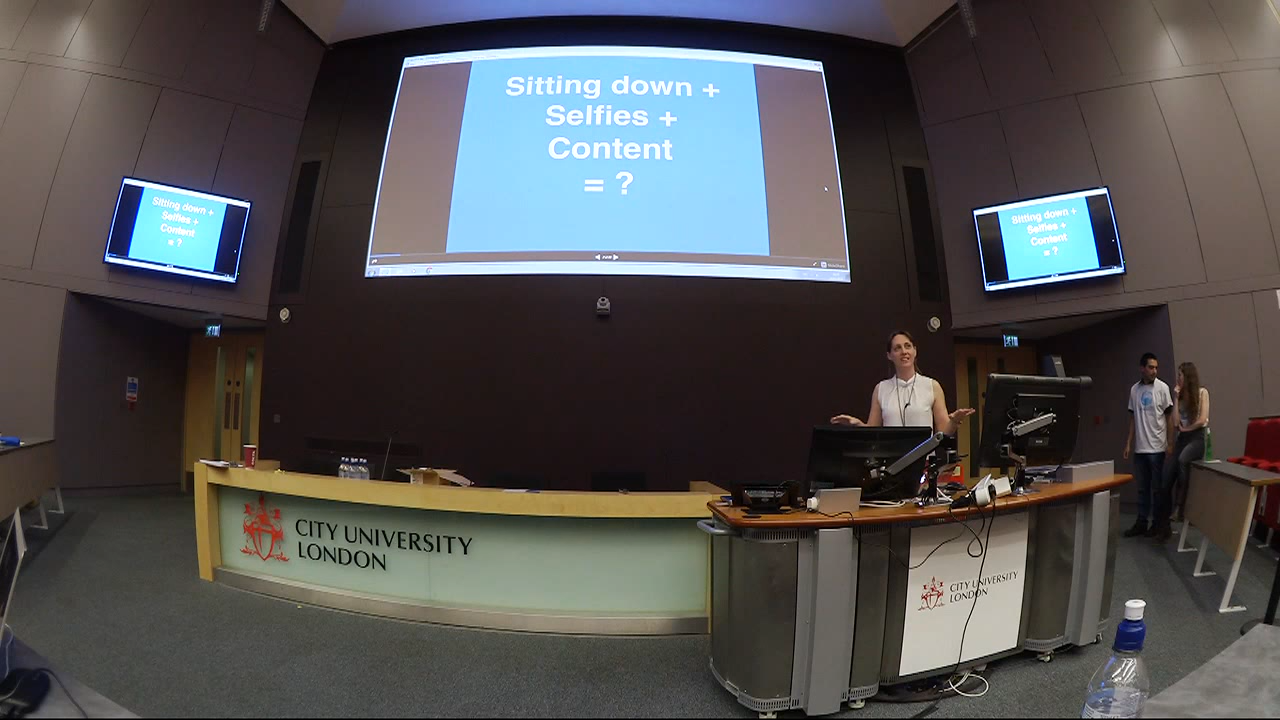 Sitting down +
Selfies +
Content
= ?
Sitting down +
Selfies +
Content
= ?
Sitting down +
Selfies +
Content
= ?
CITY UNIVERSITY
LONDON
CITY UNIVERSITY
LONDON